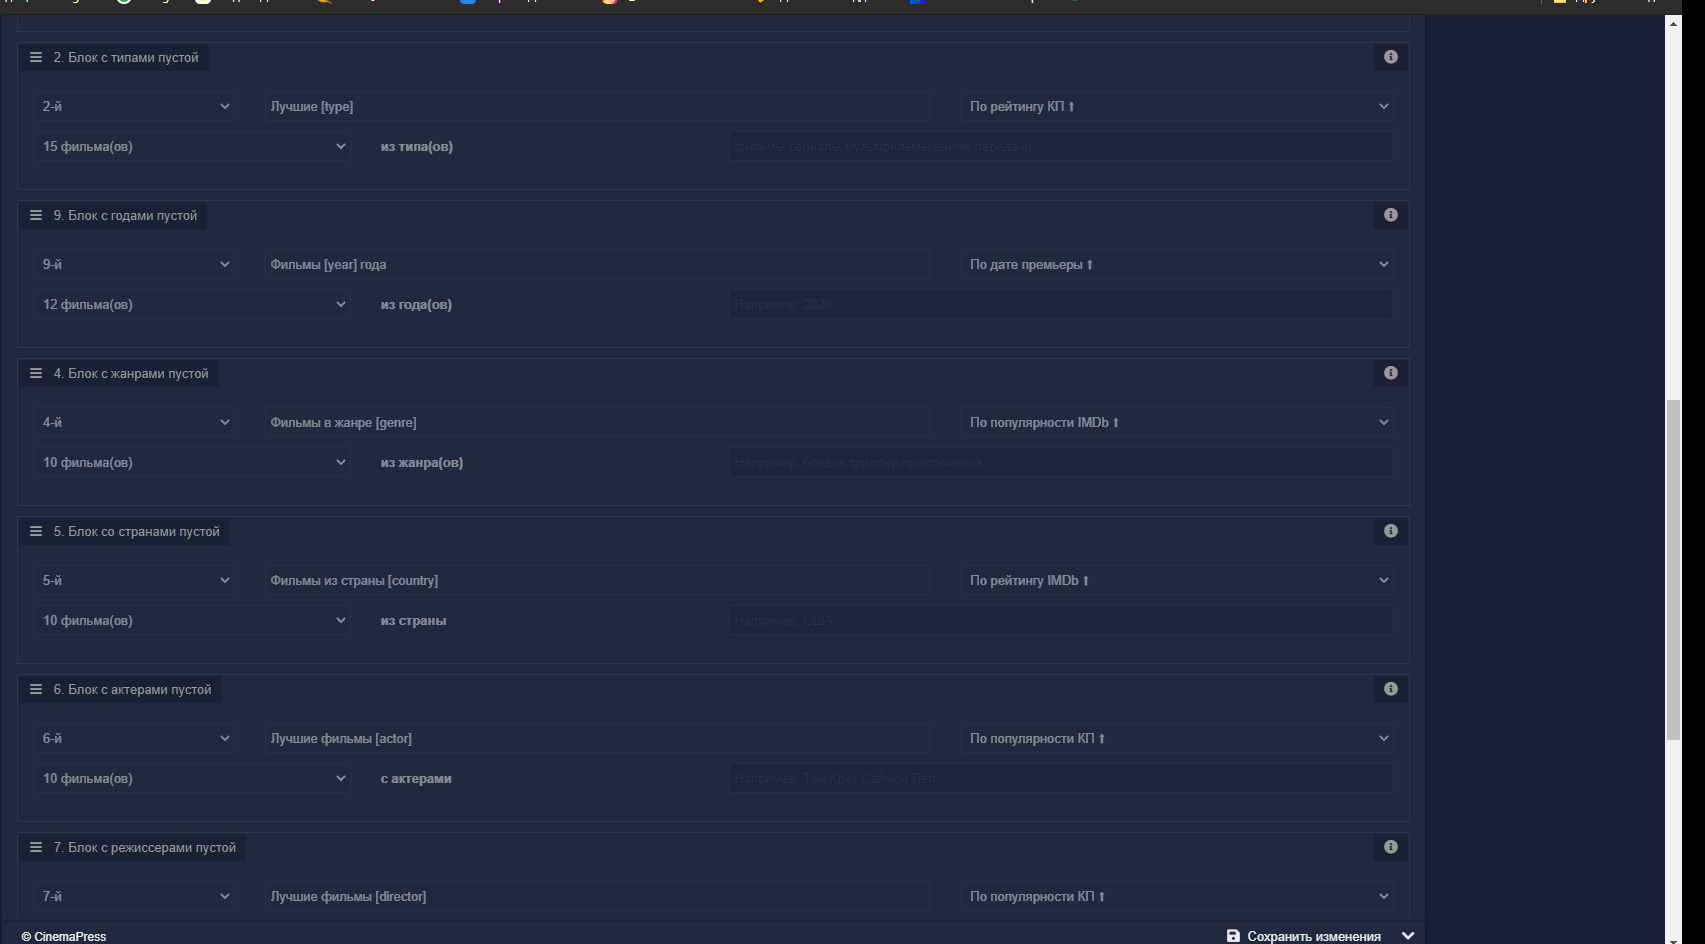 2. Блок с типами пустой
2-й
Лучшие [type]
По рейтингу КП ⬆
15 фильма(ов)
из типа(ов)
фильмы,сериалы,мультфильмы,аниме,передачи
9. Блок с годами пустой
9-й
Фильмы [year] года
По дате премьеры ⬆
12 фильма(ов)
из года(ов)
Например: 2020
4. Блок с жанрами пустой
4-й
Фильмы в жанре [genre]
По популярности IMDb ⬆
10 фильма(ов)
из жанра(ов)
Например: боевик,триллер,приключения
5. Блок со странами пустой
5-й
Фильмы из страны [country]
По рейтингу IMDb ⬆
10 фильма(ов)
из страны
Например: США
6. Блок с актерами пустой
6-й
Лучшие фильмы [actor]
По популярности КП ⬆
10 фильма(ов)
с актерами
Например: Том Круз,Саймон Пегг
7. Блок с режиссерами пустой
7-й
Лучшие фильмы [director]
По популярности КП ⬆
© CinemaPress
Сохранить изменения